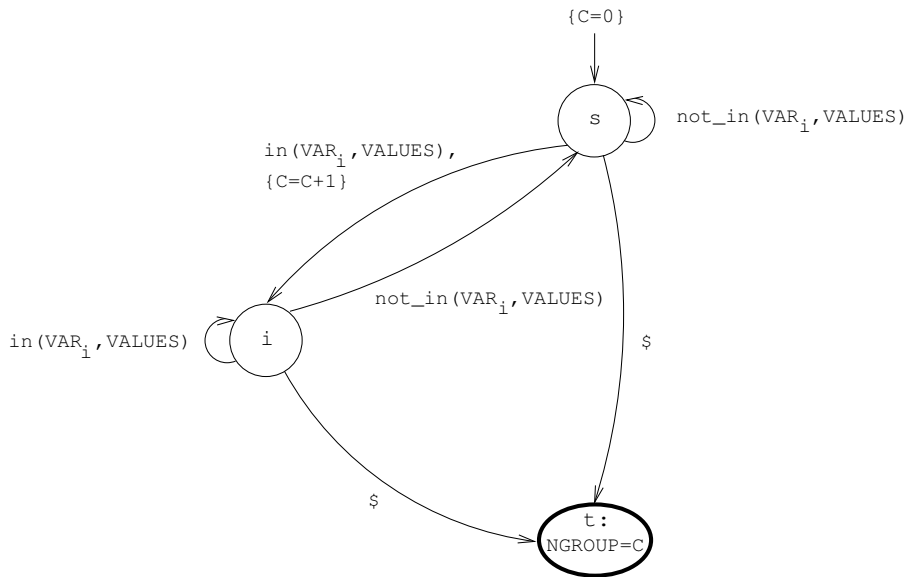 {C=0}
s
not_in(VAR_i,VALUES)
in(VAR_i,VALUES),
{C=C+1}
not_in(VAR_i,VALUES)
in(VAR_i,VALUES)
i
$
$
t:
NGROUP=C